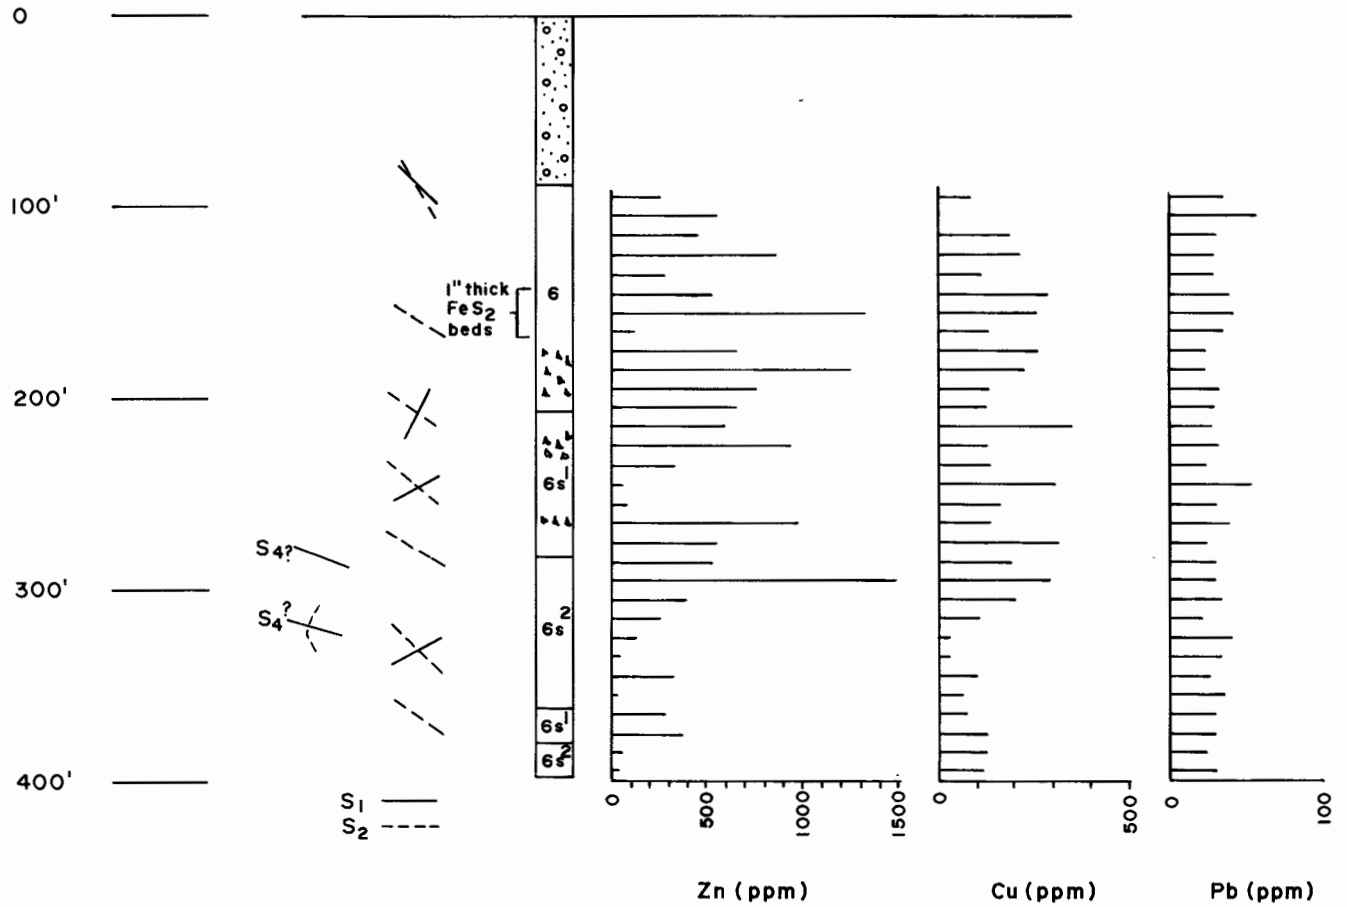 0
100'
1" thick
FeS2
beds
6
200'
6s1
S4?
300'
S4?
6s2
6s1
6s2
400'
S1
S2
0
500
1000
1500
0
500
0
100
Zn (ppm)
Cu (ppm)
Pb (ppm)